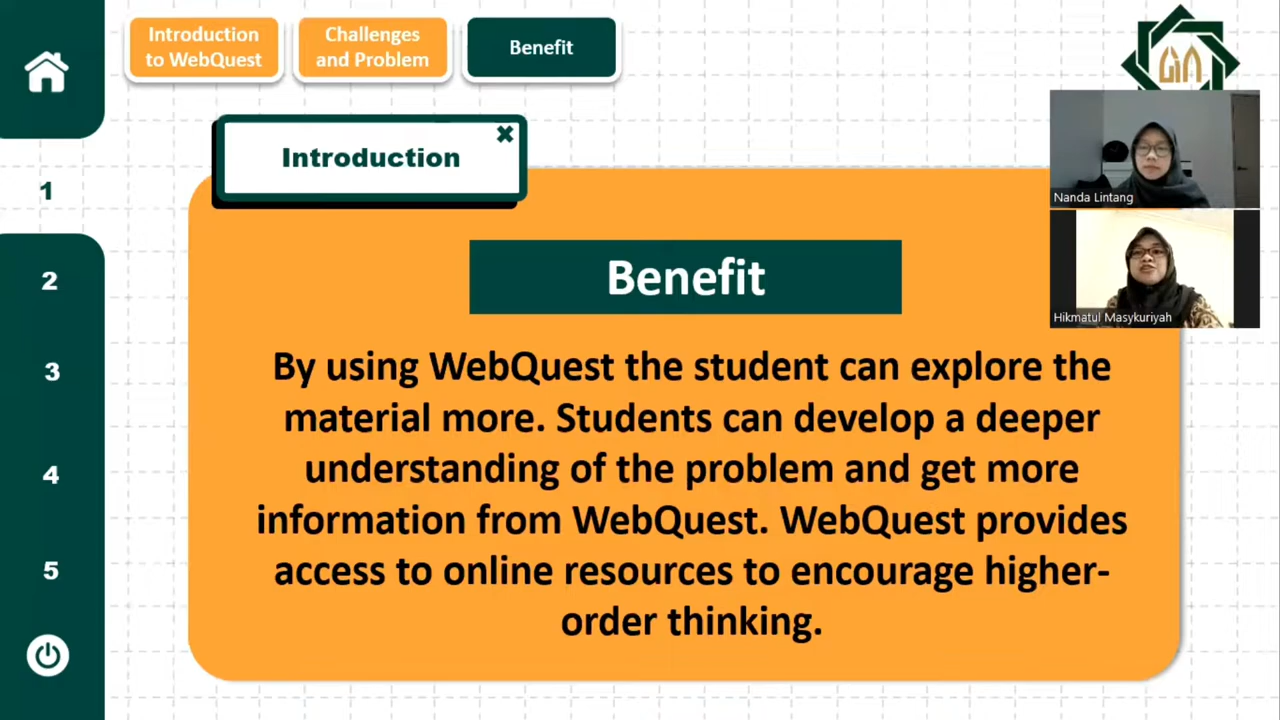 Introduction
to WebQuest
Challenges
and Problem
Benefit
Introduction
1
2
3
4
5
Benefit
By using WebQuest the student can explore the
material more. Students can develop a deeper
understanding of the problem and get more
information from WebQuest. WebQuest provides
access to online resources to encourage higher-
order thinking.
Nanda Lintang
Hikmatul Masykuriyah